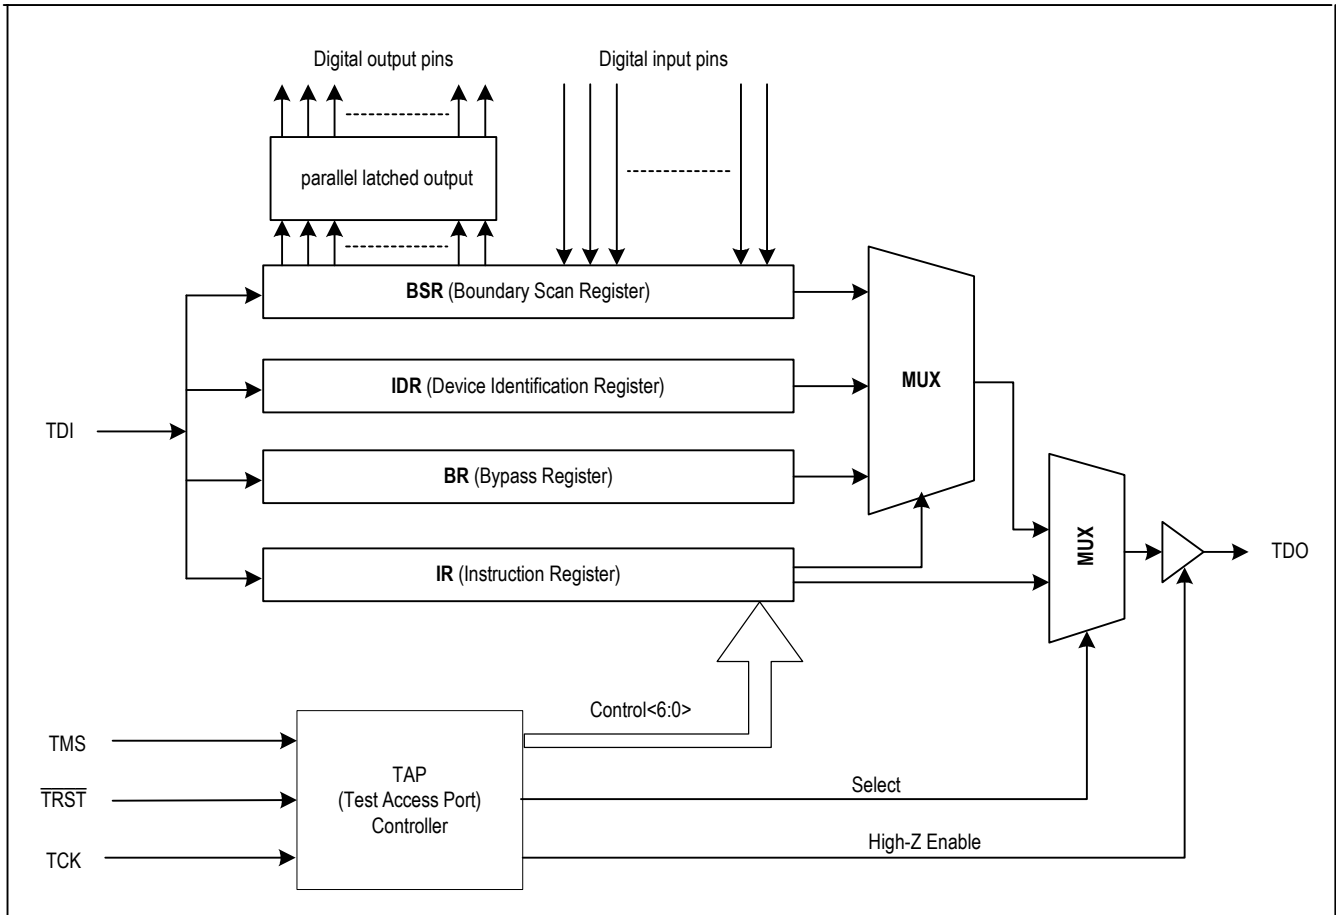 Digital output pins
Digital input pins
parallel latched output
BSR (Boundary Scan Register)
IDR (Device Identification Register)
MUX
TDI
BR (Bypass Register)
MUX
TDO
IR (Instruction Register)
Control<6:0>
TMS
TAP
(Test Access Port)
Controller
TRST
Select
TCK
High-Z Enable